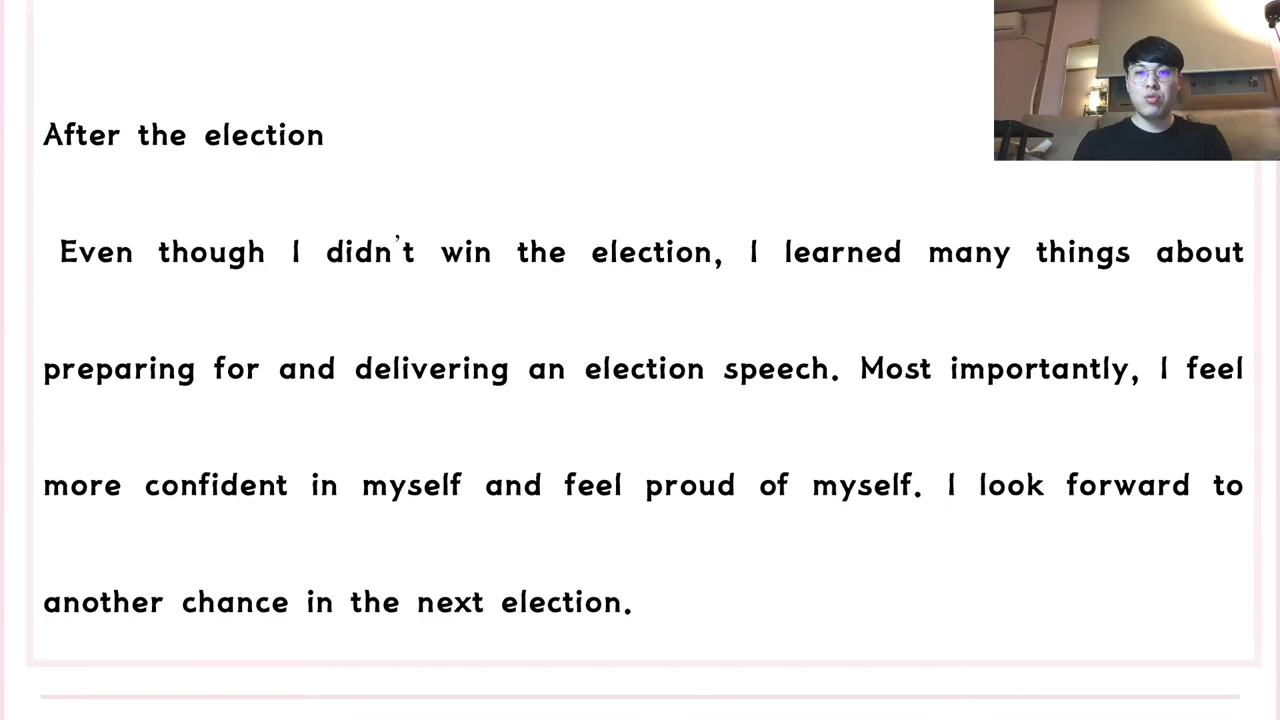 After the election
Even though I didn't win the election, I learned many things about
preparing for and delivering an election speech. Most importantly, I feel
more confident in myself and feel proud of myself. I look forward to
another chance in the next election.